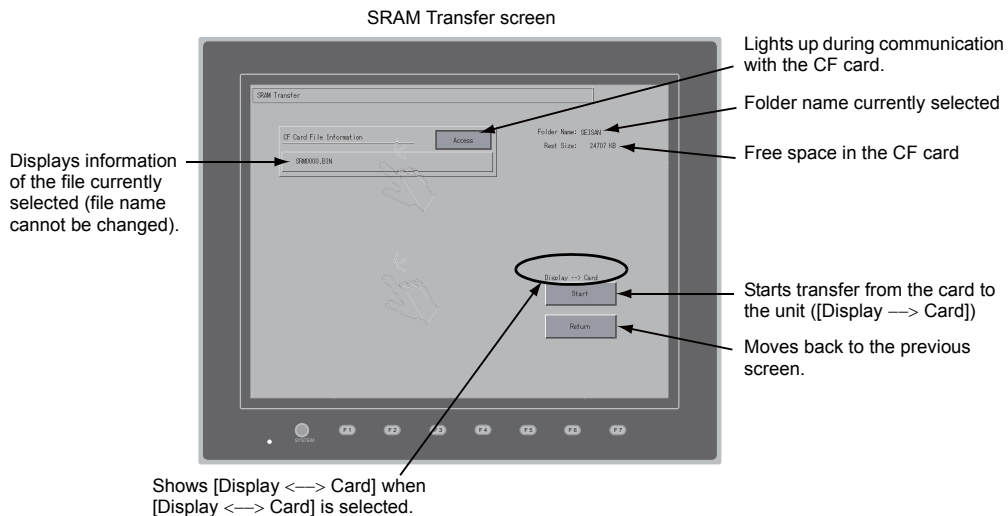 SRAM Transfer screen
Lights up during communication
with the CF card.
Folder name currently selected
Free space in the CF card
Displays information
of the file currently
selected (file name
cannot be changed).
SRAM Transfer
CF Card File Information
Access
Folder Name: SEISAN
Rest Size: 24707 KB
SRM0000.BIN
Display --> Card
Start
Return
Starts transfer from the card to
the unit ([Display −−> Card])
Moves back to the previous
screen.
SYSTEM
F1 F2 F3 F4 F5 F6 F7
Shows [Display <−−> Card] when
[Display <−−> Card] is selected.